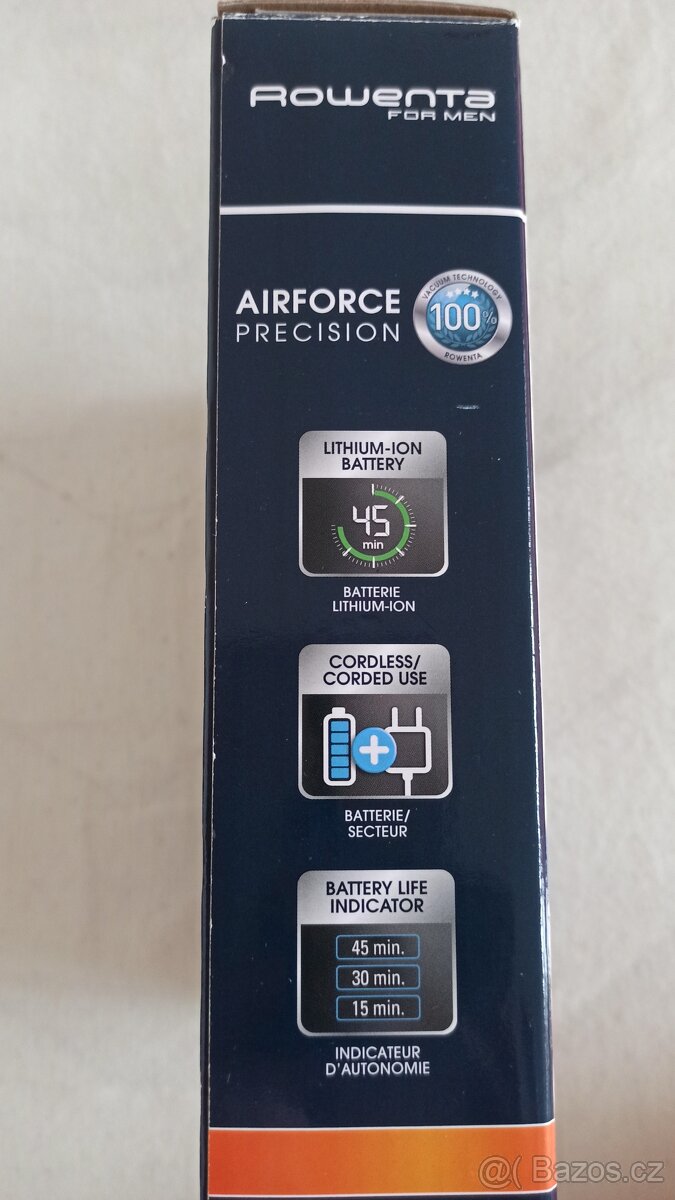 Rowenta
FOR MEN
AIRFORCE
PRECISION
VACUUM TECHNOLOGY
100%
ROWENTA
LITHIUM-ION
BATTERY
45
min
BATTERIE
LITHIUM-ION
CORDLESS/
CORDED USE
BATTERIE/
SECTEUR
BATTERY LIFE
INDICATOR
45 min.
30 min.
15 min.
INDICATEUR
D'AUTONOMIE
@( Bazos.cz